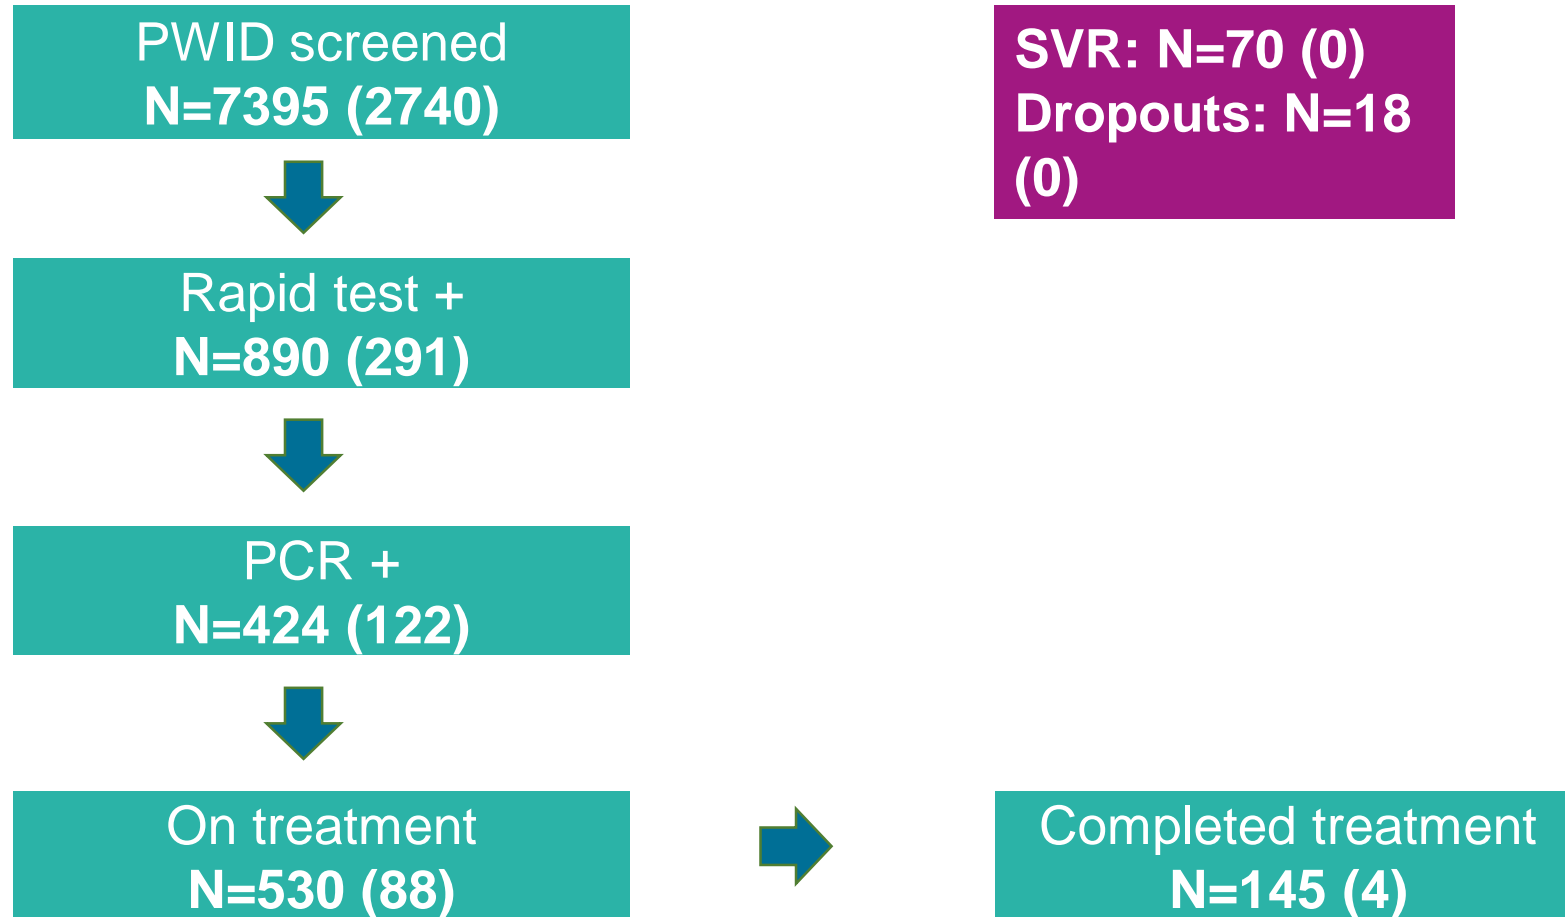 PWID screened
N=7395 (2740)
SVR: N=70 (0)
Dropouts: N=18
(0)
Rapid test +
N=890 (291)
PCR +
N=424 (122)
On treatment
N=530 (88)
Completed treatment
N=145 (4)